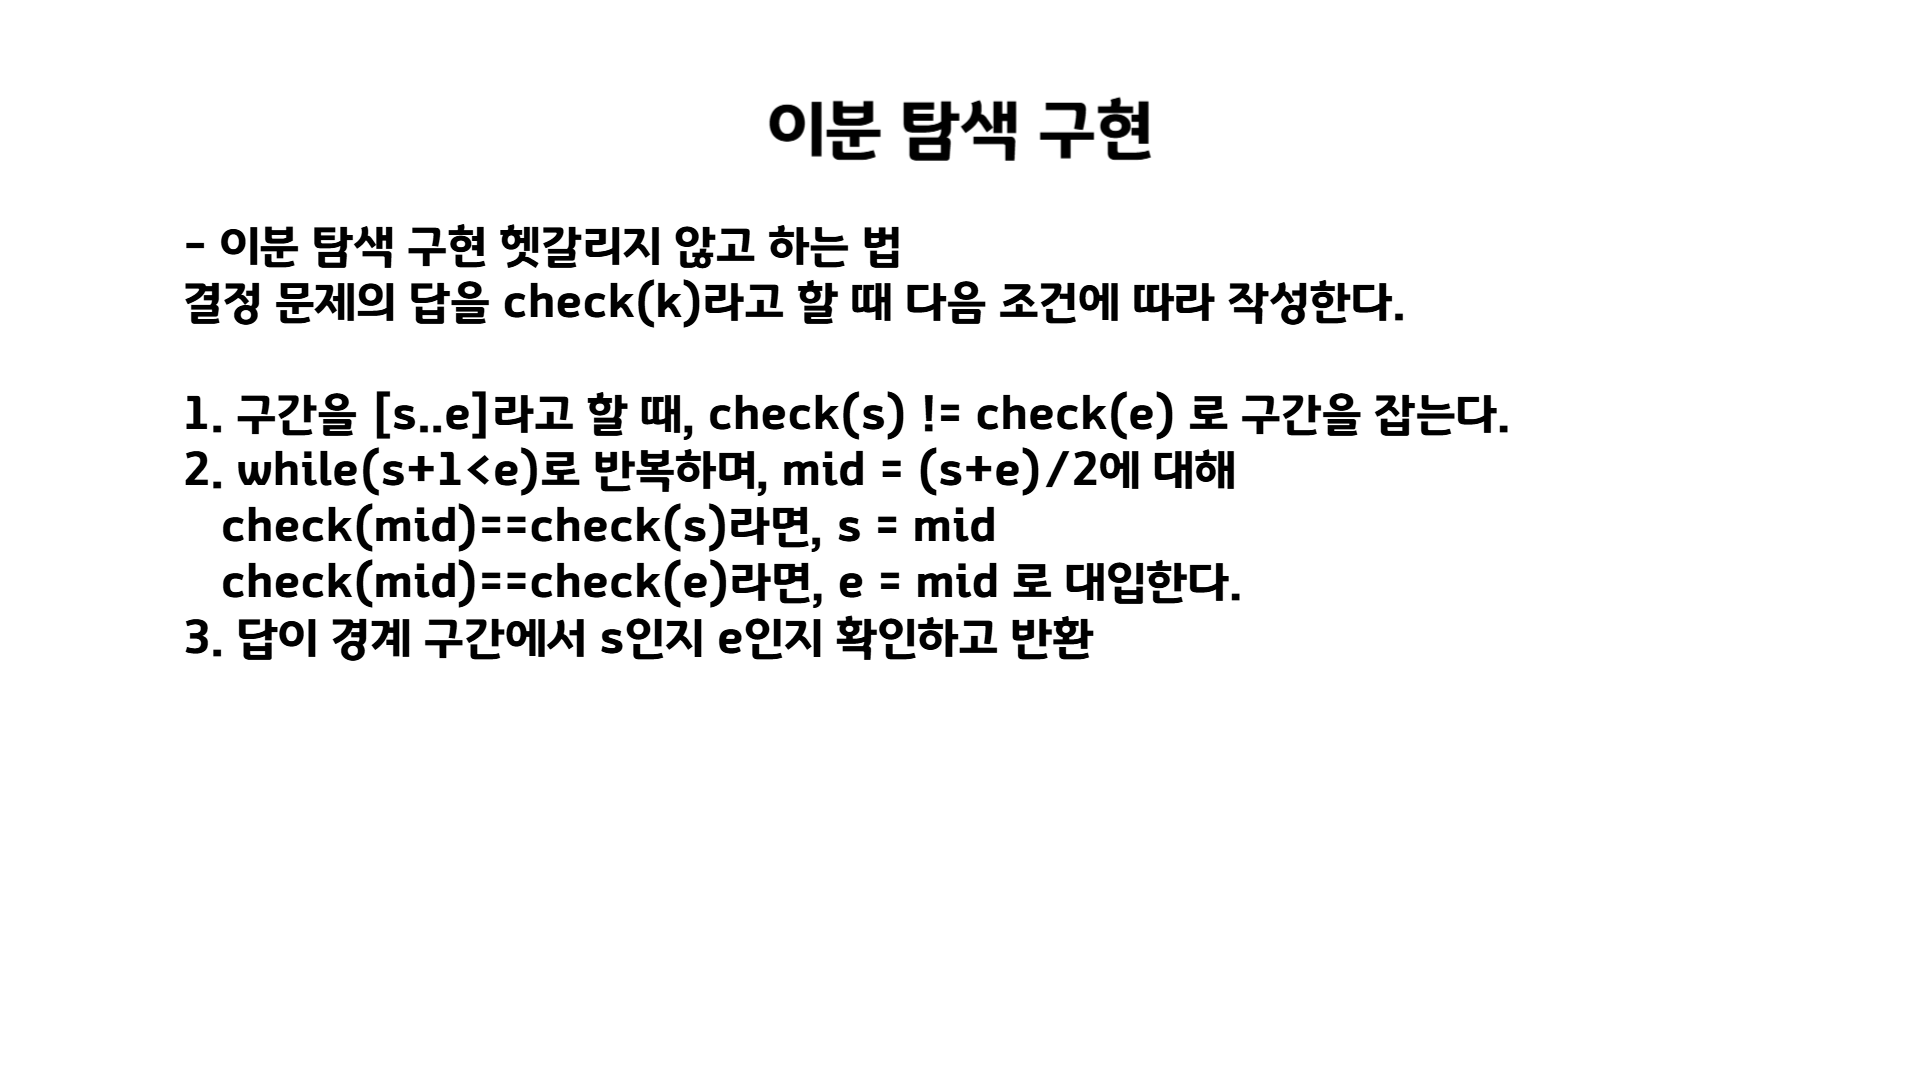 이분 탐색 구현
- 이분 탐색 구현 헷갈리지 않고 하는 법
결정 문제의 답을 check(k)라고 할 때 다음 조건에 따라 작성한다.
1. 구간을 [s..e]라고 할 때, check(s) != check(e) 로 구간을 잡는다.
2. while(s+1<e)로 반복하며, mid = (s+e)/2에 대해
check(mid)==check(s)라면, s = mid
check(mid)==check(e)라면, e = mid 로 대입한다.
3. 답이 경계 구간에서 s인지 e인지 확인하고 반환